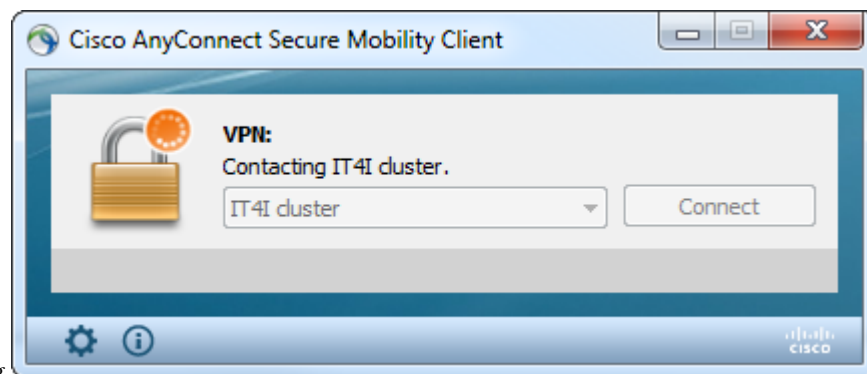 Cisco AnyConnect Secure Mobility Client
VPN:
Contacting IT4I cluster.
IT4I cluster
Connect
CISCO